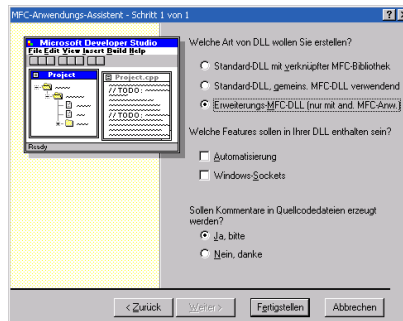 MFC-Anwendungs-Assistent - Schritt 1 von 1
Microsoft Developer Studio
File Edit View Insert Build Help
Project
Project.cpp
//TODO:
//TODO:
Ready
Welche Art von DLL wollen Sie erstellen?
Standard-DLL mit verknüpfter MFC-Bibliothek
Standard-DLL, gemeins. MFC-DLL verwendend
Erweiterungs-MFC-DLL (nur mit and. MFC-Anw.)
Welche Features sollen in Ihrer DLL enthalten sein?
Automatisierung
Windows-Sockets
Sollen Kommentare in Quellcodedateien erzeugt
werden?
Ja, bitte
Nein, danke
< Zurück
Weiter >
Fertigstellen
Abbrechen